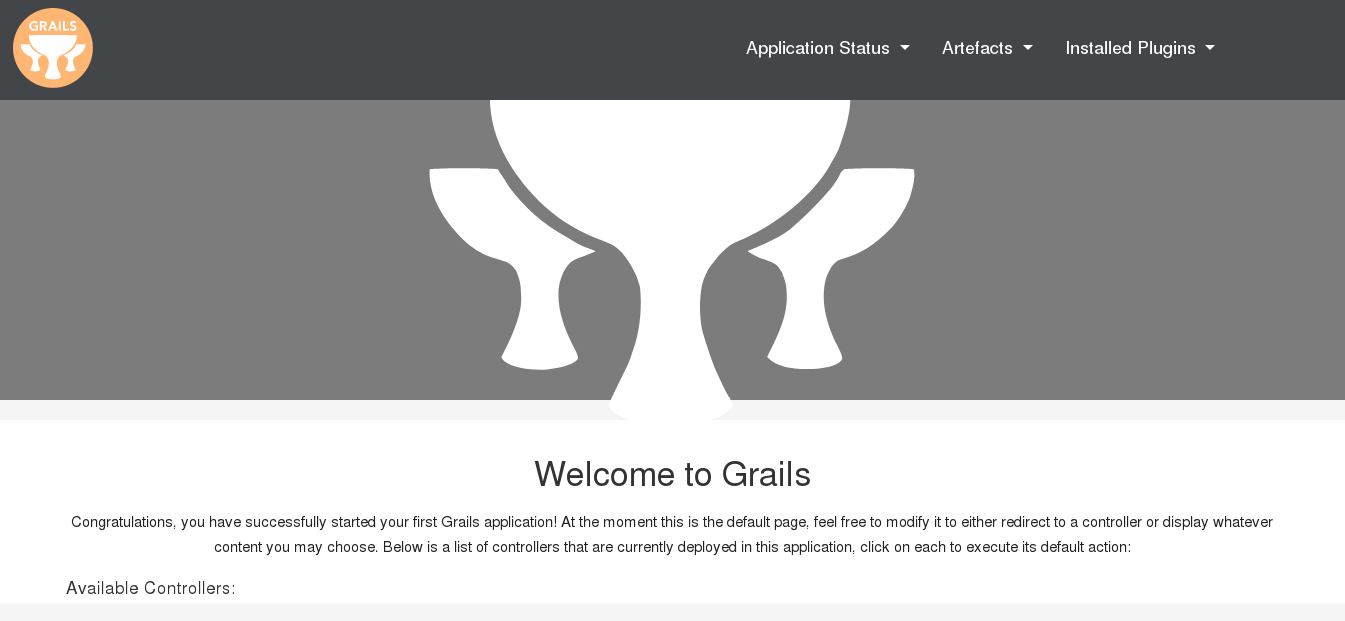 GRAILS
Application Status
Artefacts
Installed Plugins
Welcome to Grails
Congratulations, you have successfully started your first Grails application! At the moment this is the default page, feel free to modify it to either redirect to a controller or display whatever
content you may choose. Below is a list of controllers that are currently deployed in this application, click on each to execute its default action:
Available Controllers: